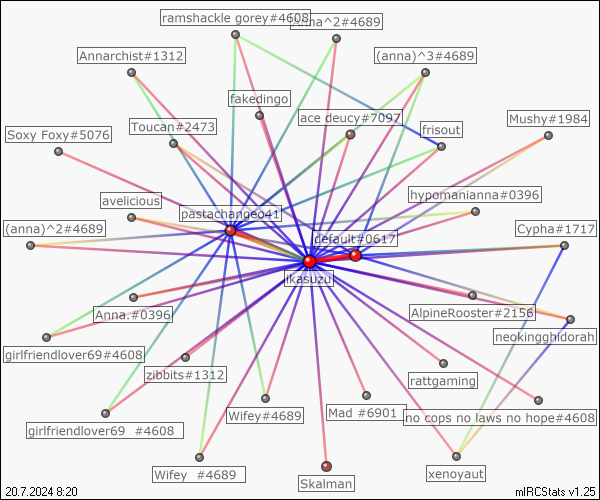 ramshackle gorey#4608
Anna^2#4689
Annarchist#1312
(anna)^3#4689
fakedingo
ace deucy#7097
Mushy#1984
Soxy Foxy#5076
Toucan#2473
frisout
avelicious
pastachangeo41
hypomanianna#0396
(anna)^2#4689
default#0617
Cypha#1717
ikasuzu
Anna.#0396
AlpineRooster#2156
neokingghidorah
girlfriendlover69#4608
zibbits#1312
rattgaming
girlfriendlover69 #4608
Wifey#4689
Mad #6901
no cops no laws no hope#4608
Wifey #4689
Skalman
xenoyaut
20.7.2024 8:20
mIRCStats v1.25